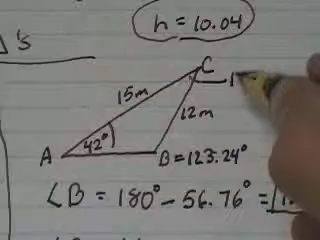 h = 10.04
's
C
15m
12m
42°
A
B = 123.24°
∠B = 180° - 56.76° =